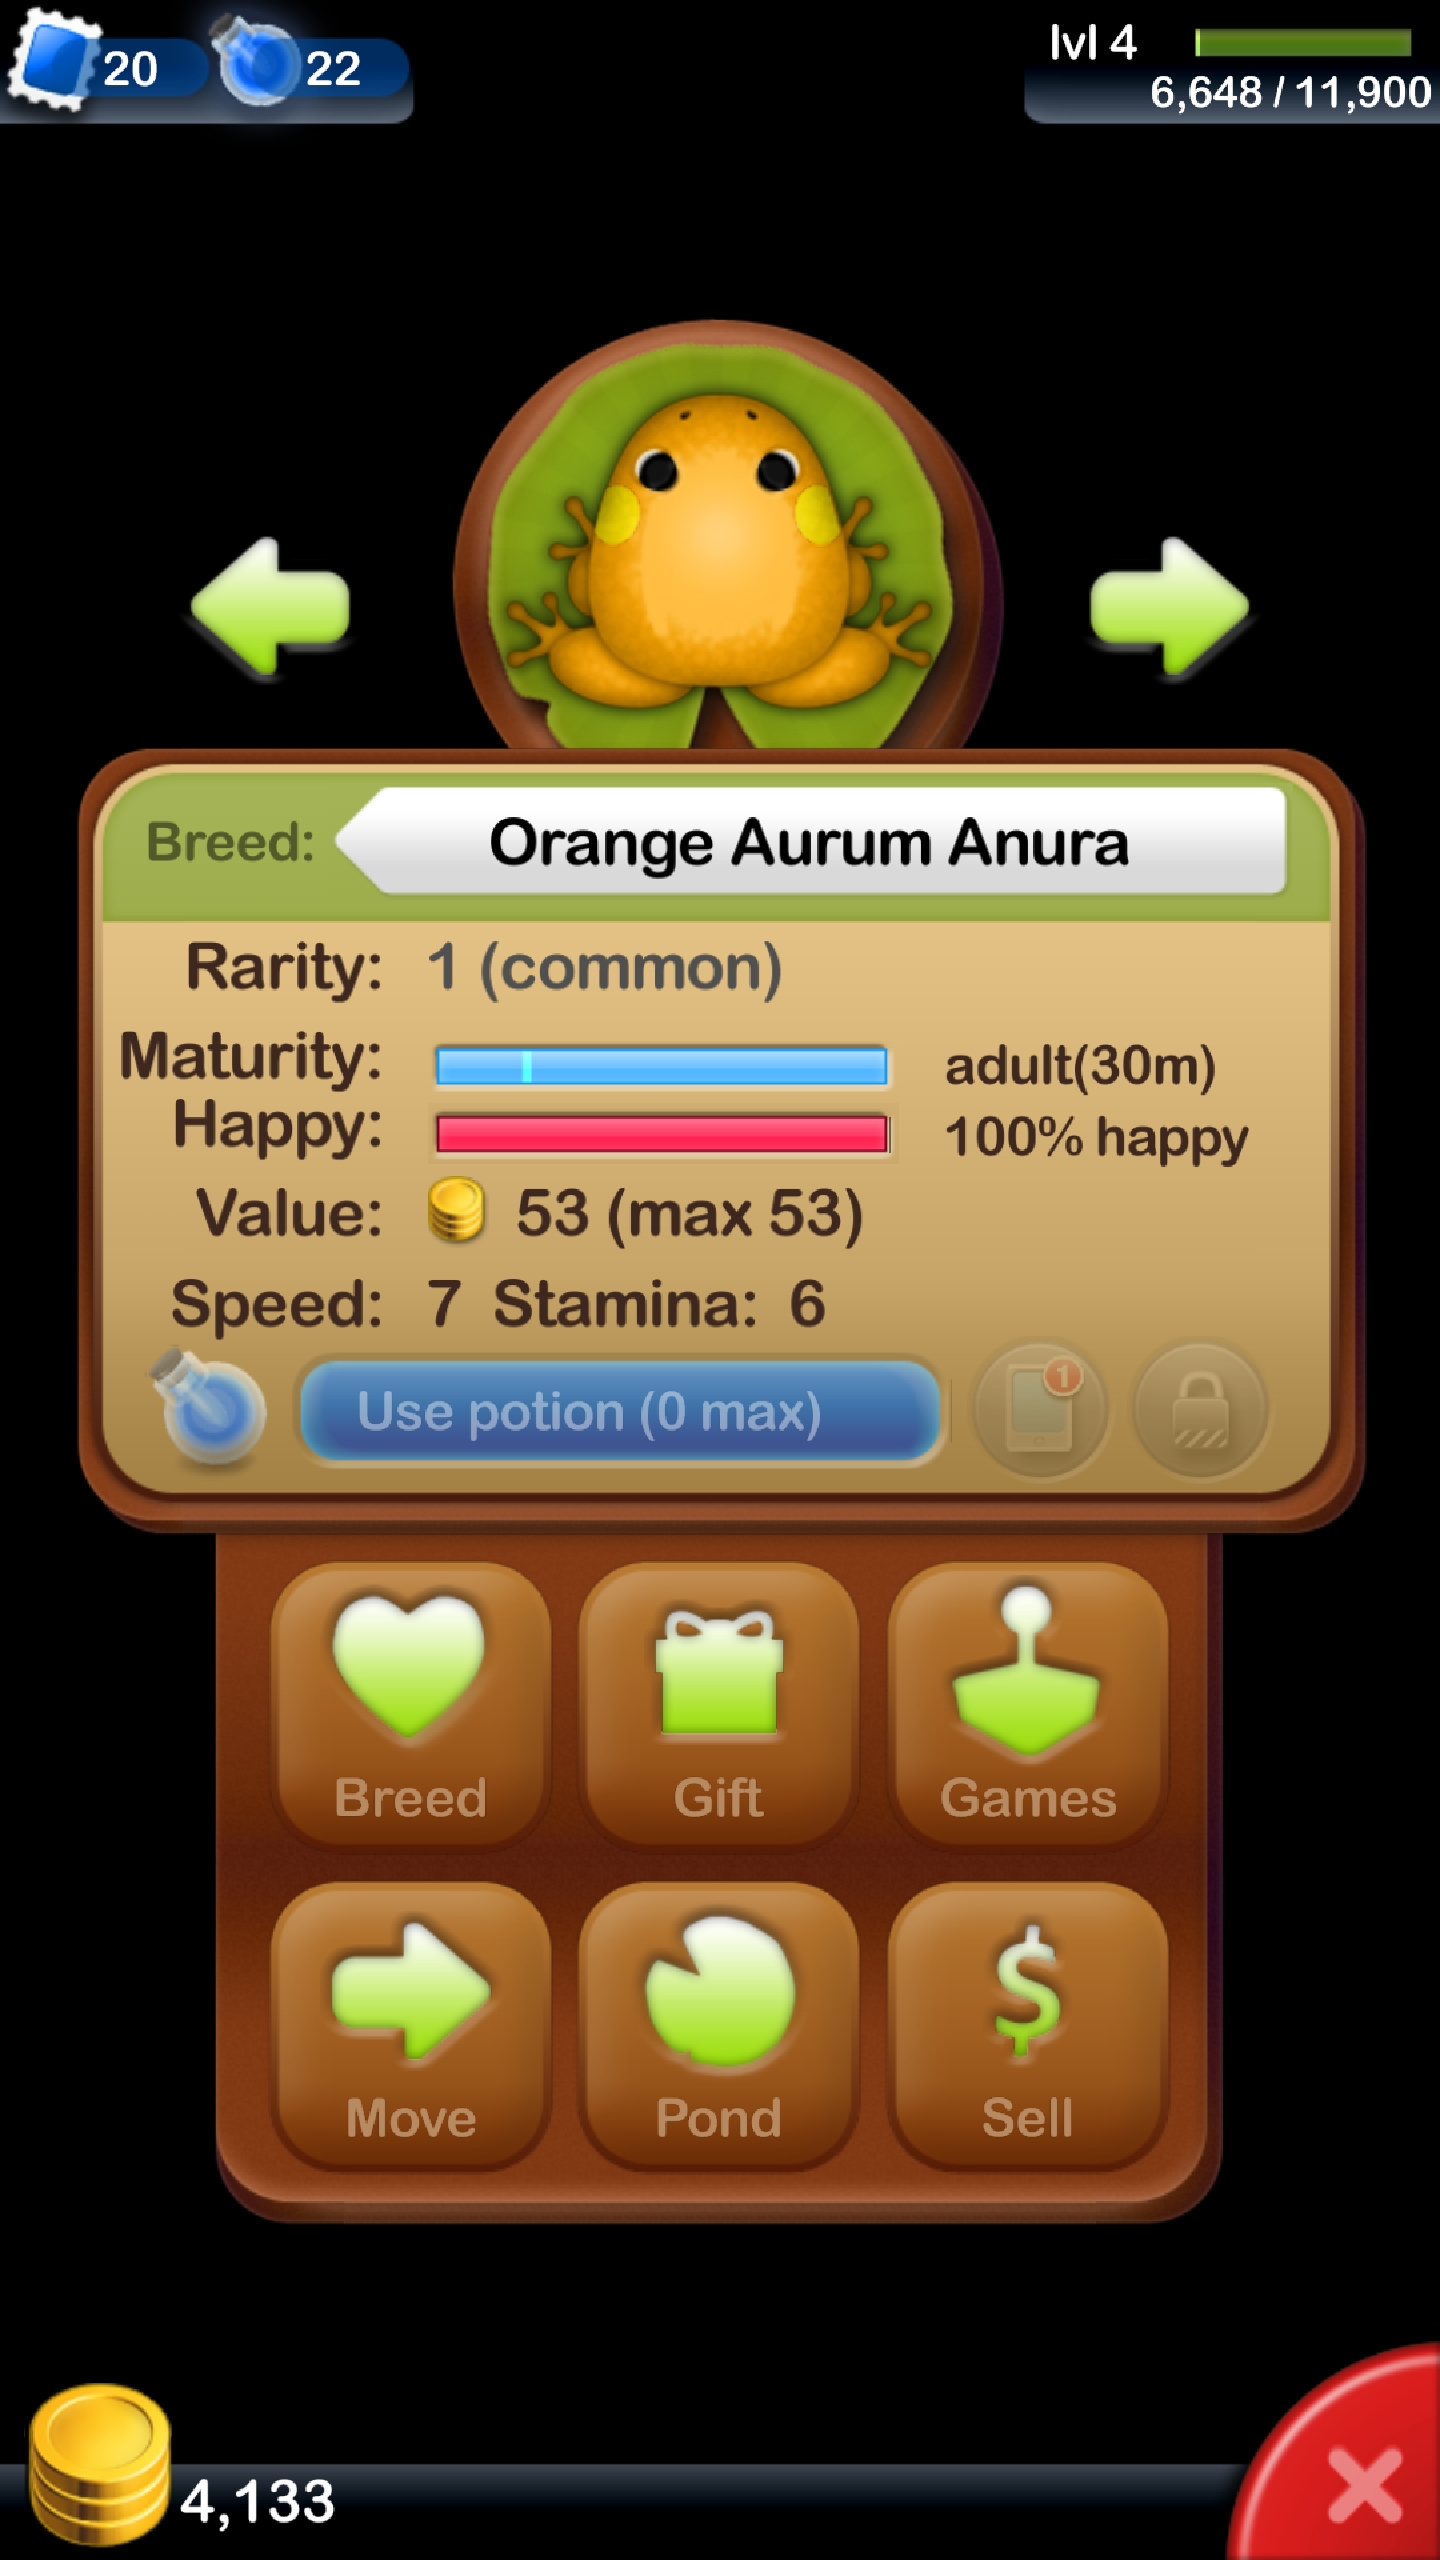 20
22
lvl 4
6,648 / 11,900
Breed: Orange Aurum Anura
Rarity: 1 (common)
Maturity: adult(30m)
Happy: 100% happy
Value: 53 (max 53)
Speed: 7 Stamina: 6
Use potion (0 max)
1
Breed Gift Games
Move Pond Sell
4,133